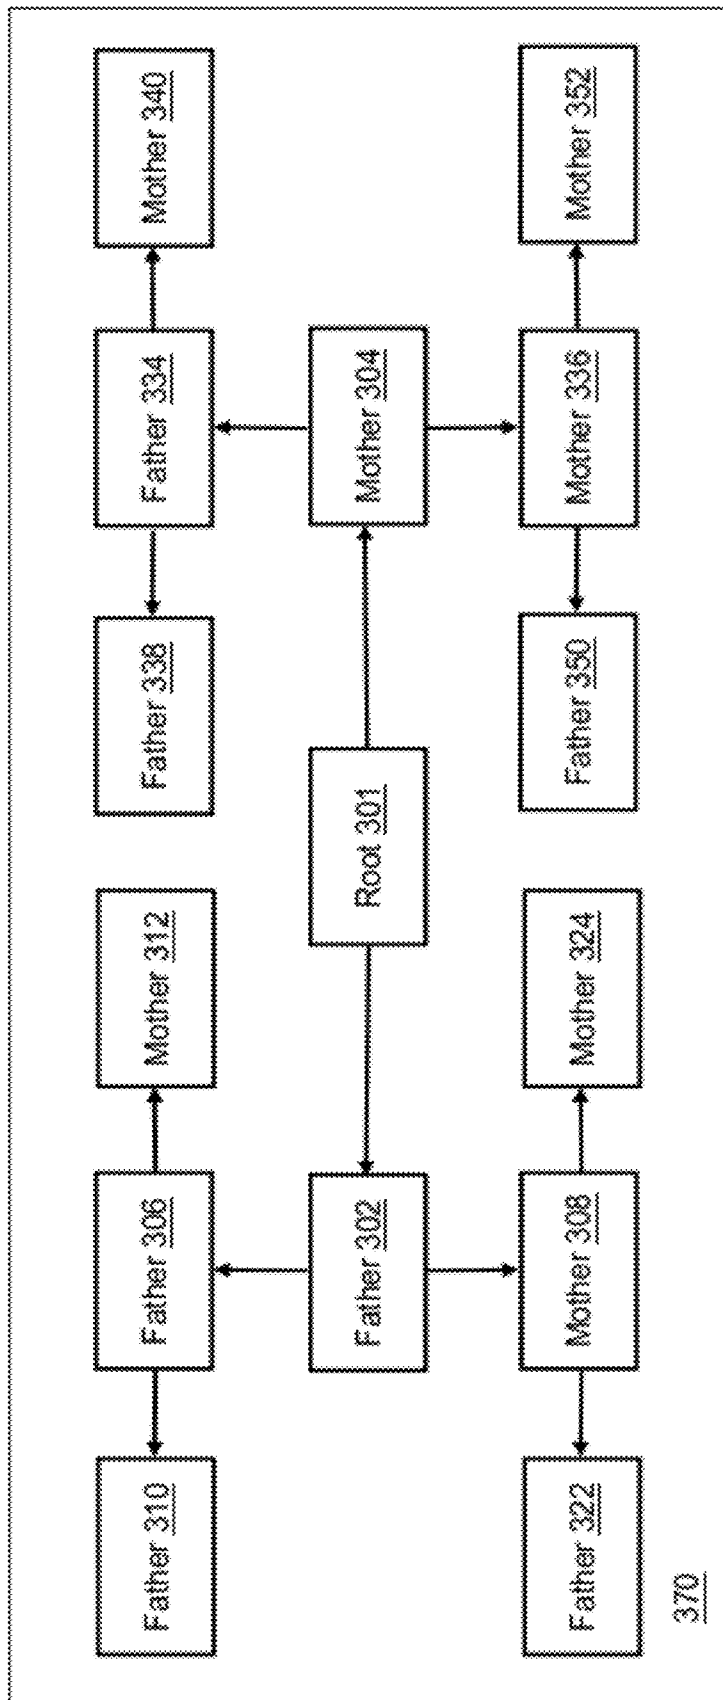 Father 310
Father 306
Mother 312
Father 338
Father 334
Mother 340
Father 302
Root 301
Mother 304
Father 322
Mother 308
Mother 324
Father 350
Mother 336
Mother 352
370